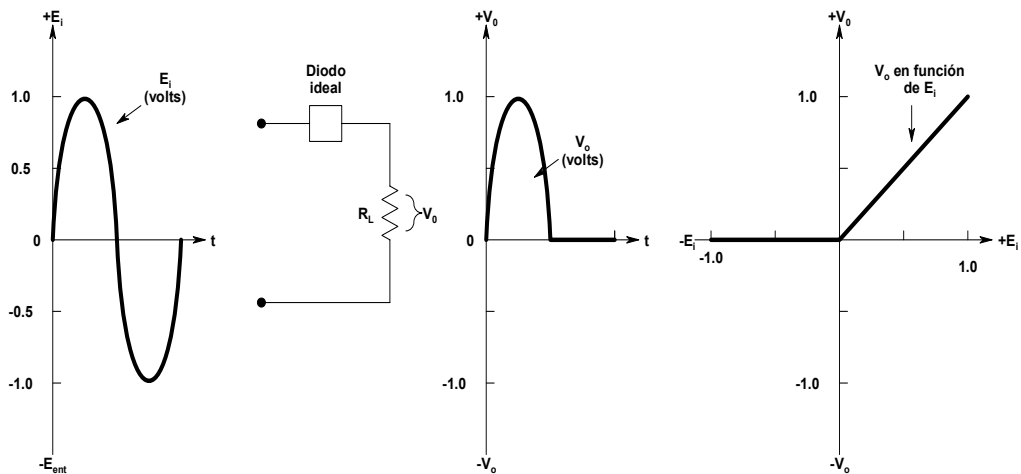 +Ei
Ei
(volts)
1.0
0.5
0
t
-0.5
-1.0
-Eent
Diodo
ideal
RL
V0
+V0
1.0
Vo
(volts)
t
-1.0
-Vo
+V0
Vo en función
de Ei
1.0
-Ei
-1.0
1.0
+Ei
-1.0
-Vo